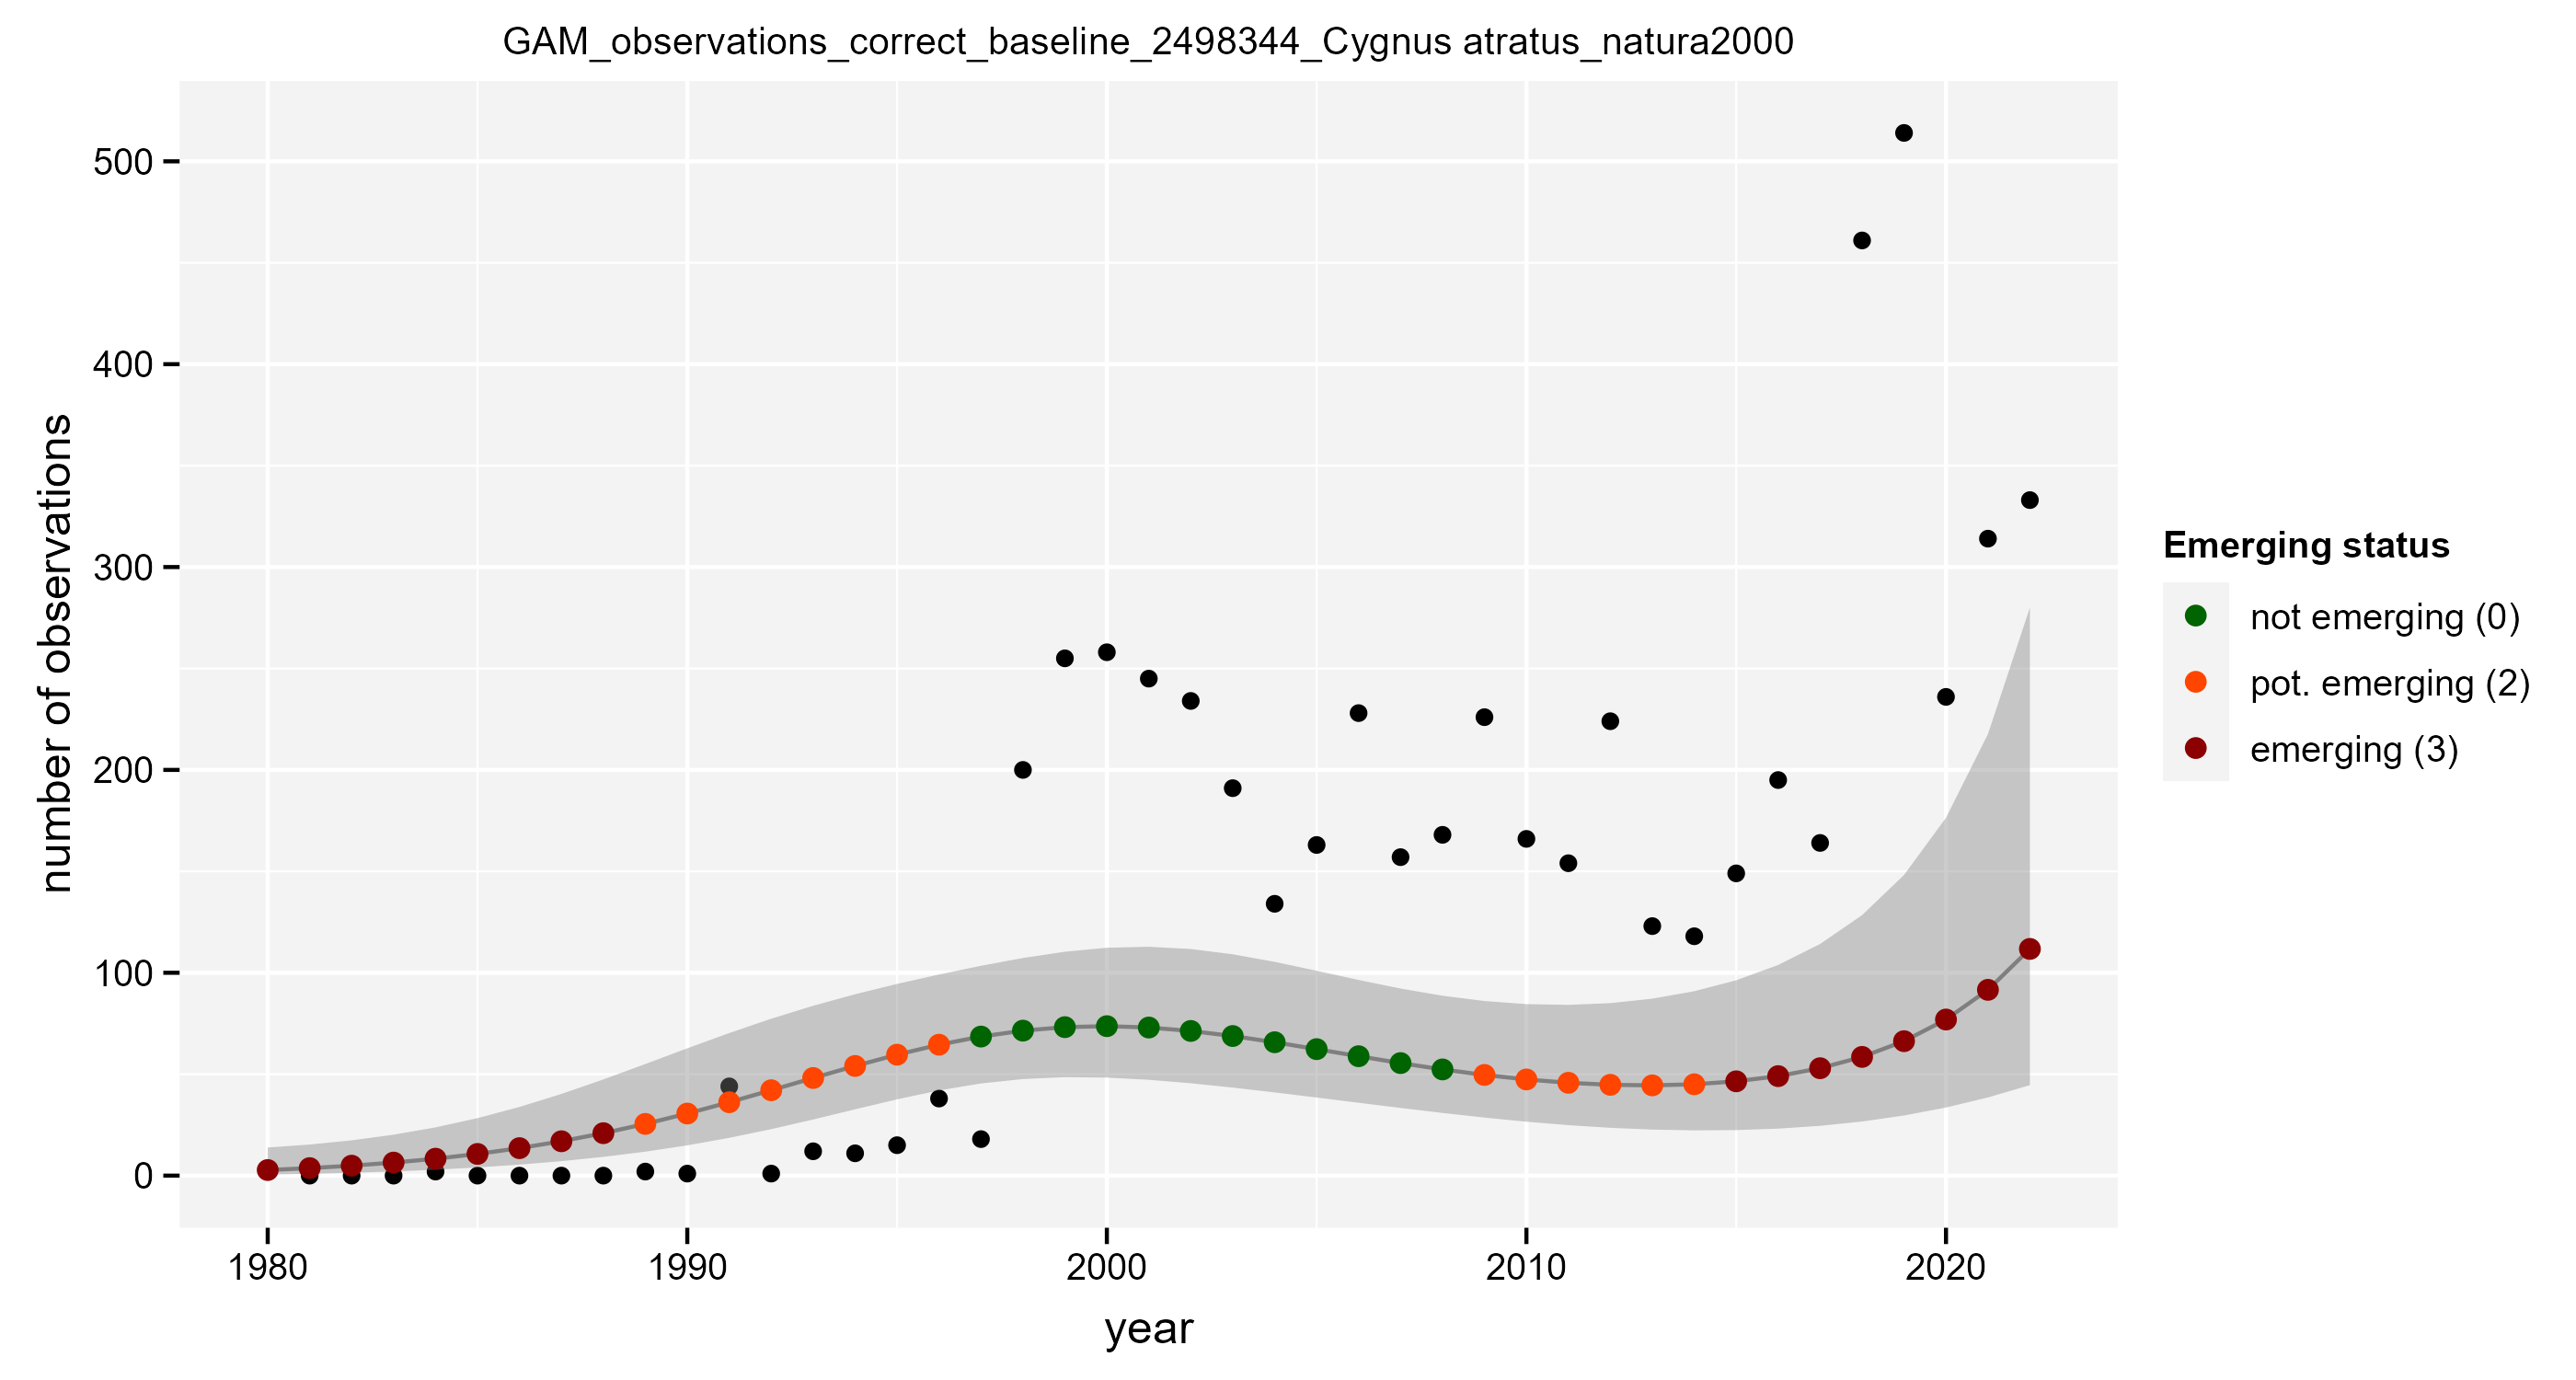 GAM_observations_correct_baseline_2498344_Cygnus atratus_natura2000
number of observations
500
400
300
200
100
0
1980
1990
2000
2010
2020
year
Emerging status
not emerging (0)
pot. emerging (2)
emerging (3)